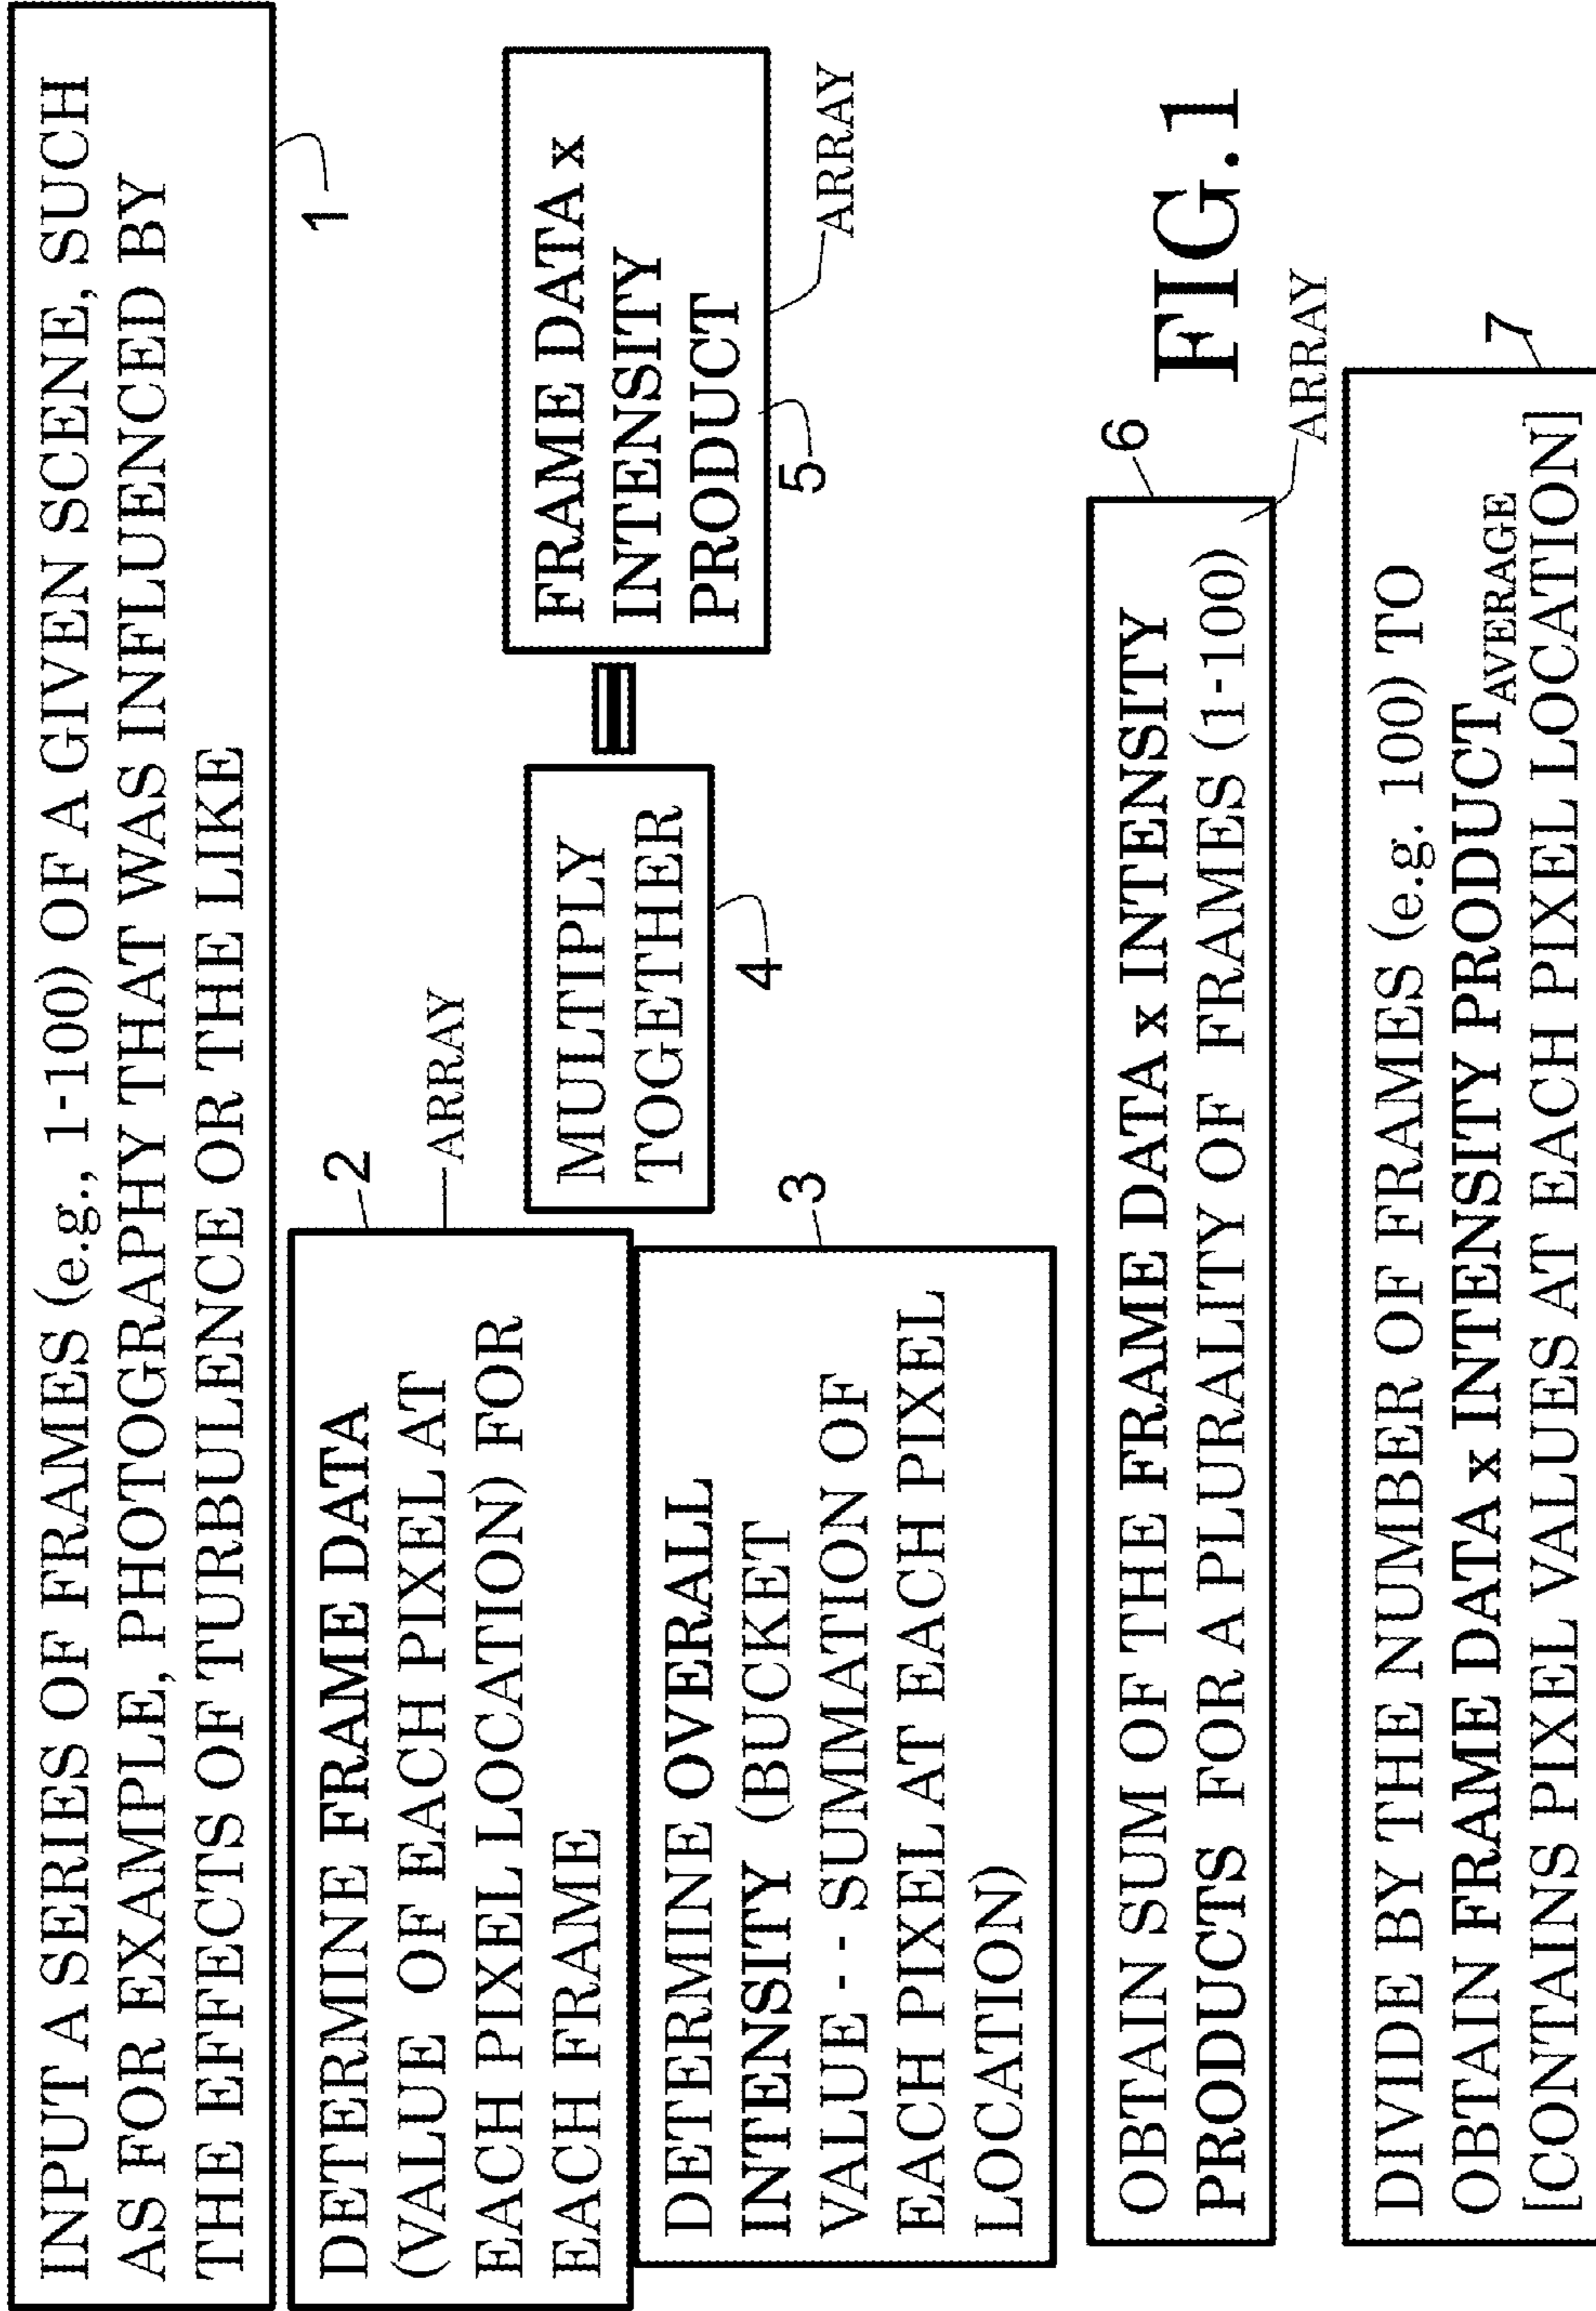 INPUT A SERIES OF FRAMES (e.g., 1-100) OF A GIVEN SCENE, SUCH
AS FOR EXAMPLE, PHOTOGRAPHY THAT WAS INFLUENCED BY
THE EFFECTS OF TURBULENCE OR THE LIKE
1
DETERMINE FRAME DATA
(VALUE OF EACH PIXEL AT
EACH PIXEL LOCATION) FOR
EACH FRAME
2
ARRAY
DETERMINE OVERALL
INTENSITY (BUCKET
VALUE - - SUMMATION OF
EACH PIXEL AT EACH PIXEL
LOCATION)
3
MULTIPLY
TOGETHER
4
=
FRAME DATA x
INTENSITY
PRODUCT
5
ARRAY
OBTAIN SUM OF THE FRAME DATA x INTENSITY
PRODUCTS FOR A PLURALITY OF FRAMES (1-100)
6
ARRAY
FIG.1
DIVIDE BY THE NUMBER OF FRAMES (e.g. 100) TO
OBTAIN FRAME DATA x INTENSITY PRODUCT AVERAGE
[CONTAINS PIXEL VALUES AT EACH PIXEL LOCATION]
7